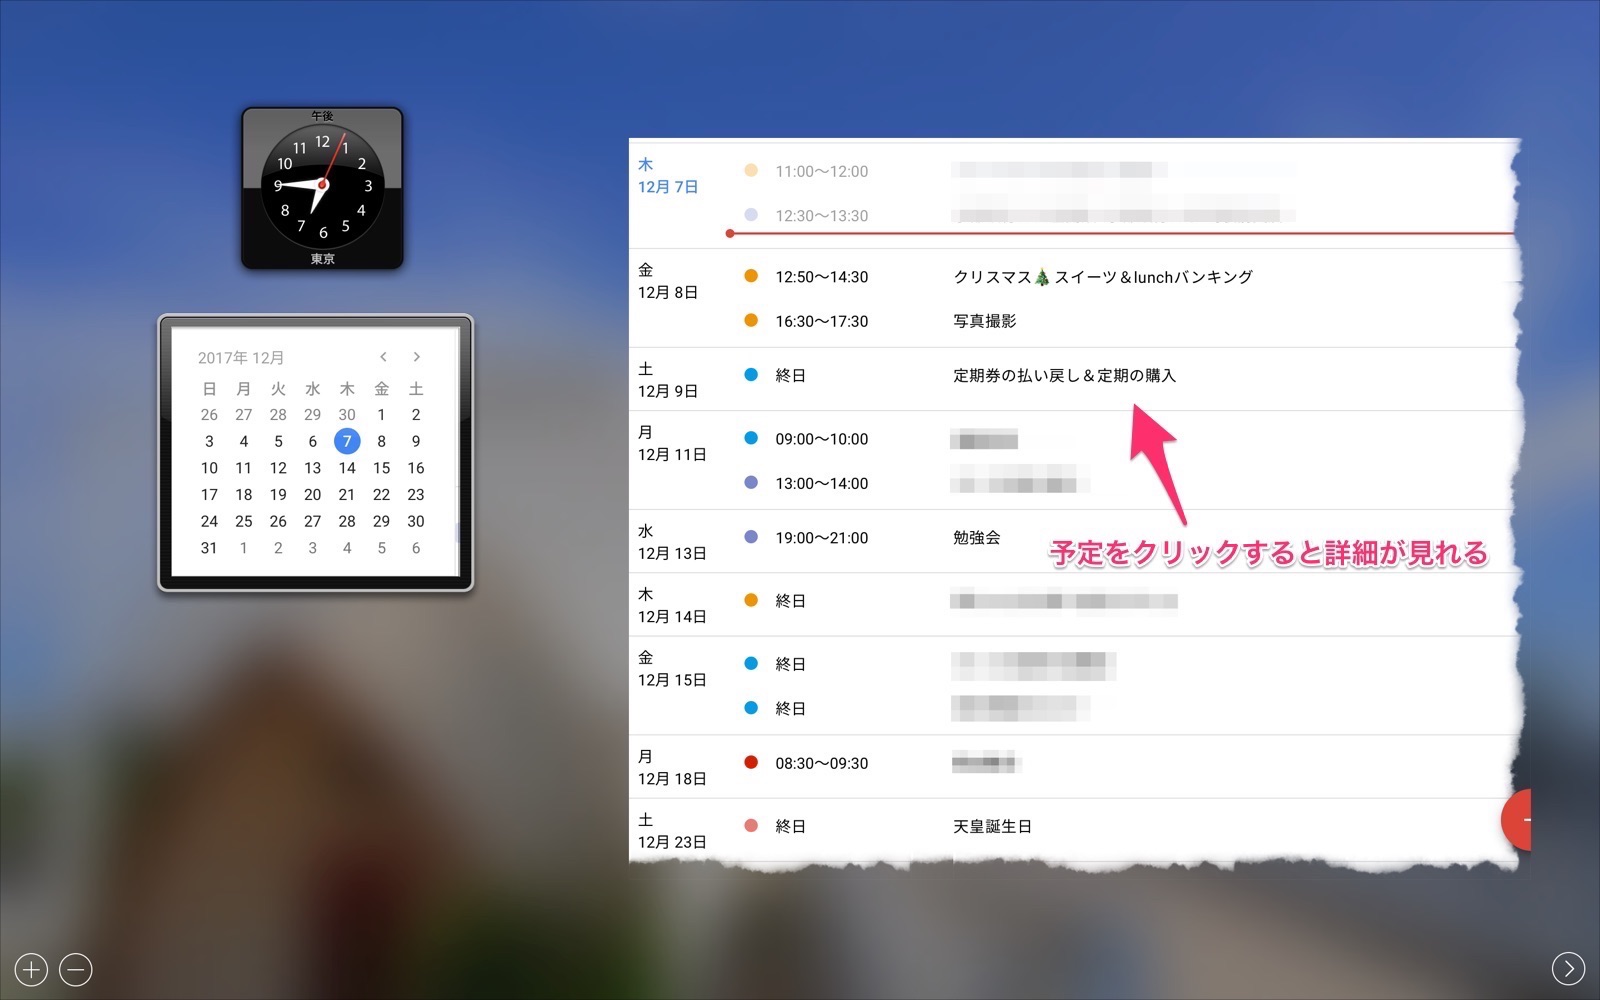 午後
12
11 1
10 2
9 3
8 4
7 5
6
東京
2017年 12月
日 月 火 水 木 金 土
26 27 28 29 30 1 2
3 4 5 6 7 8 9
10 11 12 13 14 15 16
17 18 19 20 21 22 23
24 25 26 27 28 29 30
31 1 2 3 4 5 6
木
12月 7日
11:00～12:00
12:30～13:30
金
12月 8日
12:50～14:30 クリスマス🎄スイーツ＆lunchバンキング
16:30～17:30 写真撮影
土
12月 9日
終日 定期券の払い戻し＆定期の購入
月
12月 11日
09:00～10:00
13:00～14:00
水
12月 13日
19:00～21:00 勉強会
予定をクリックすると詳細が見れる
木
12月 14日
終日
金
12月 15日
終日
終日
月
12月 18日
08:30～09:30
土
12月 23日
終日 天皇誕生日